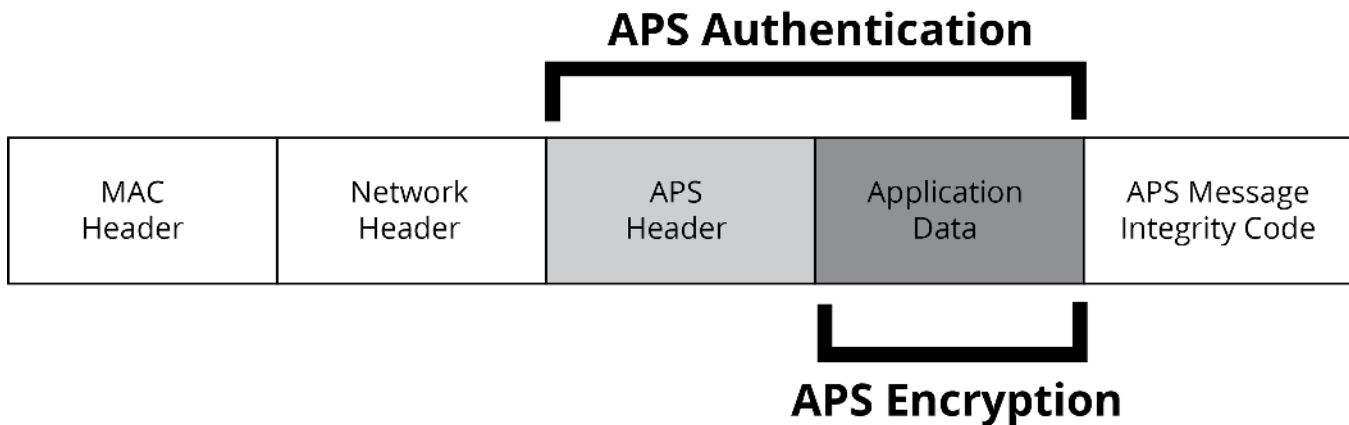 APS Authentication
MAC
Header
Network
Header
APS
Header
Application
Data
APS Message
Integrity Code
APS Encryption